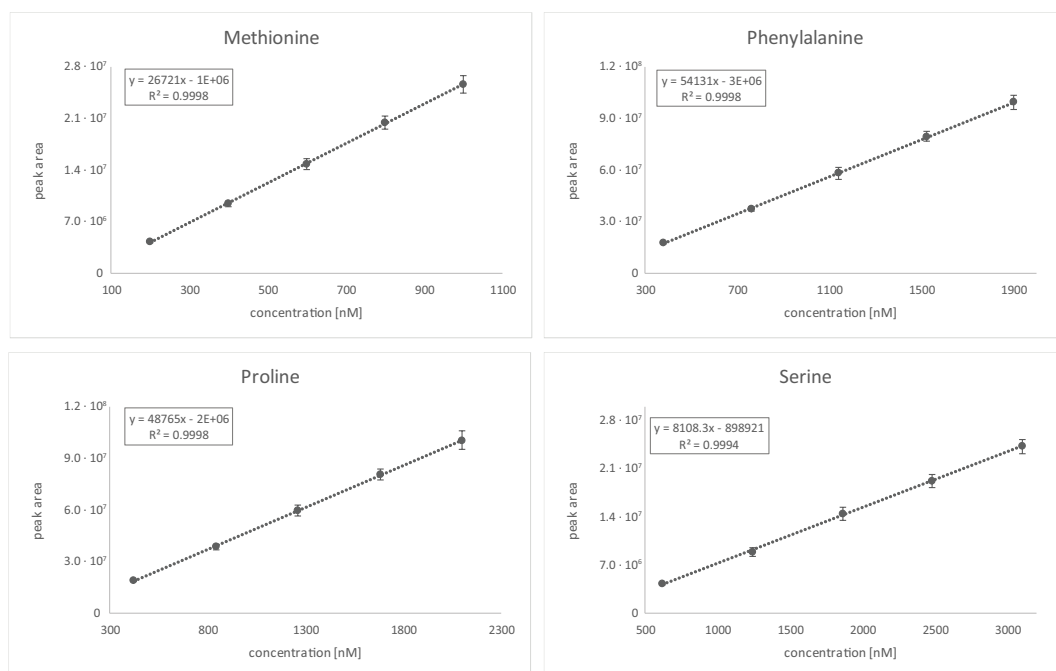 Methionine
y = 26721x - 1E+06
R² = 0.9998
2.8 · 10⁷
2.1 · 10⁷
1.4 · 10⁷
7.0 · 10⁶
0
peak area
100 300 500 700 900 1100
concentration [nM]
Phenylalanine
y = 54131x - 3E+06
R² = 0.9998
1.2 · 10⁸
9.0 · 10⁷
6.0 · 10⁷
3.0 · 10⁷
0
peak area
300 700 1100 1500 1900
concentration [nM]
Proline
y = 48765x - 2E+06
R² = 0.9998
1.2 · 10⁸
9.0 · 10⁷
6.0 · 10⁷
3.0 · 10⁷
0
peak area
300 800 1300 1800 2300
concentration [nM]
Serine
y = 8108.3x - 898921
R² = 0.9994
2.8 · 10⁷
2.1 · 10⁷
1.4 · 10⁷
7.0 · 10⁶
0
peak area
500 1000 1500 2000 2500 3000
concentration [nM]